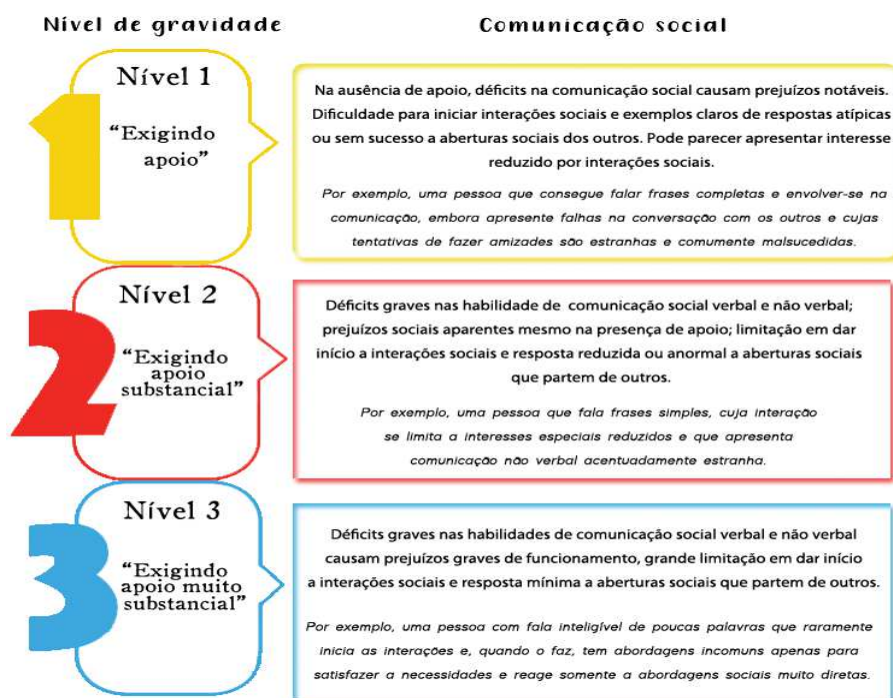 Nível de gravidade
Comunicação social
1
Nível 1
“Exigindo
apoio”
Na ausência de apoio, déficits na comunicação social causam prejuízos notáveis.
Dificuldade para iniciar interações sociais e exemplos claros de respostas atípicas
ou sem sucesso a aberturas sociais dos outros. Pode parecer apresentar interesse
reduzido por interações sociais.
Por exemplo, uma pessoa que consegue falar frases completas e envolver-se na
comunicação, embora apresente falhas na conversação com os outros e cujas
tentativas de fazer amizades são estranhas e comumente malsucedidas.
2
Nível 2
“Exigindo
apoio
substancial”
Déficits graves nas habilidade de comunicação social verbal e não verbal;
prejuízos sociais aparentes mesmo na presença de apoio; limitação em dar
início a interações sociais e resposta reduzida ou anormal a aberturas sociais
que partem de outros.
Por exemplo, uma pessoa que fala frases simples, cuja interação
se limita a interesses especiais reduzidos e que apresenta
comunicação não verbal acentuadamente estranha.
3
Nível 3
“Exigindo
apoio muito
substancial”
Déficits graves nas habilidades de comunicação social verbal e não verbal
causam prejuízos graves de funcionamento, grande limitação em dar início
a interações sociais e resposta mínima a aberturas sociais que partem de outros.
Por exemplo, uma pessoa com fala inteligível de poucas palavras que raramente
inicia as interações e, quando o faz, tem abordagens incomuns apenas para
satisfazer a necessidades e reage somente a abordagens sociais muito diretas.